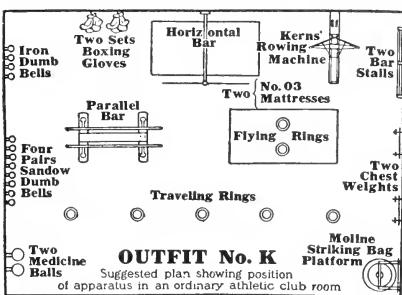 Two Sets
Boxing
Gloves
Horizontal
Bar
Kerns'
Rowing
Machine
Two
Bar
Stalls
Iron
Dumb
Bells
Two
No. 03
Mattresses
Parallel
Bar
Flying Rings
Four
Pairs
Sandow
Dumb
Bells
Two
Chest
Weights
Traveling Rings
Two
Medicine
Balls
Moline
Striking Bag
Platform
OUTFIT No. K
Suggested plan showing position
of apparatus in an ordinary athletic club room